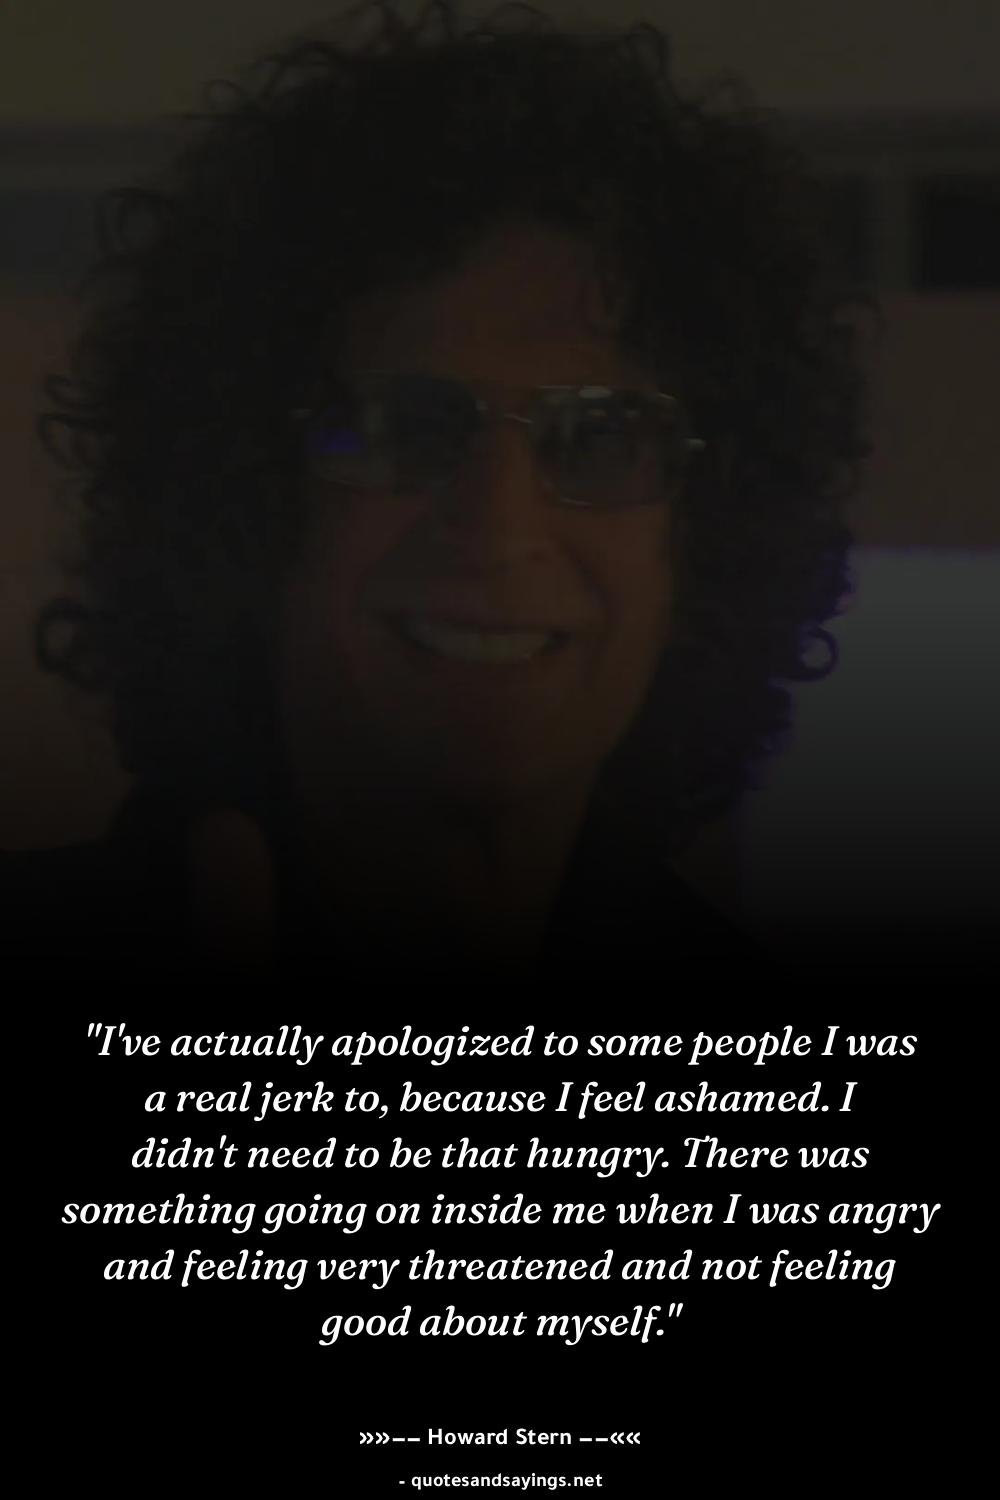 "I've actually apologized to some people I was
a real jerk to, because I feel ashamed. I
didn't need to be that hungry. There was
something going on inside me when I was angry
and feeling very threatened and not feeling
good about myself."
»»–– Howard Stern ––««
- quotesandsayings.net